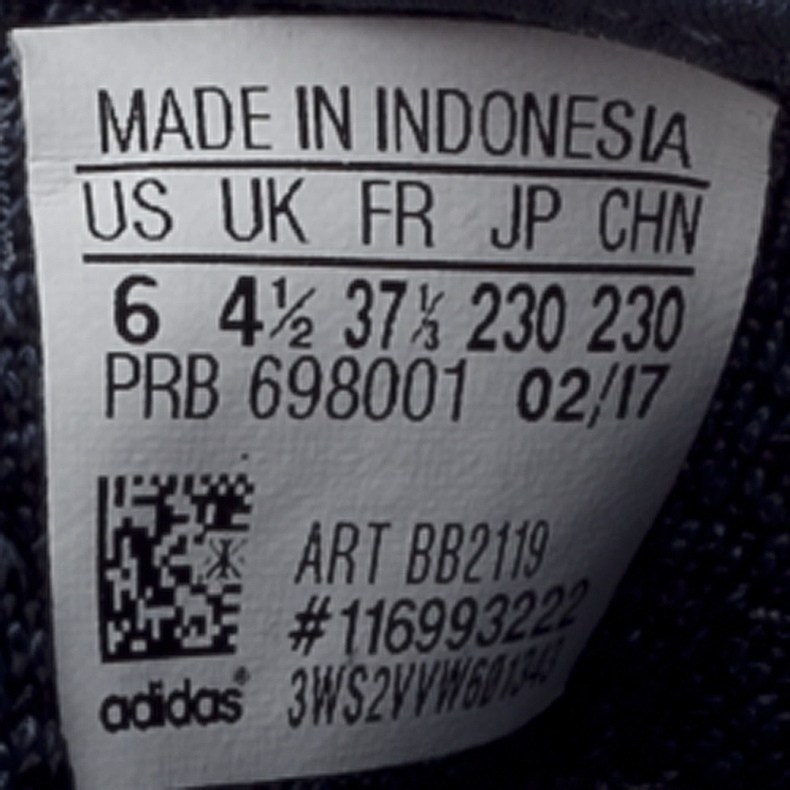 MADE IN INDONESIA
US UK FR JP CHN
6 4½ 37⅓ 230 230
PRB 698001 02/17
ART BB2119
#116993222
adidas®